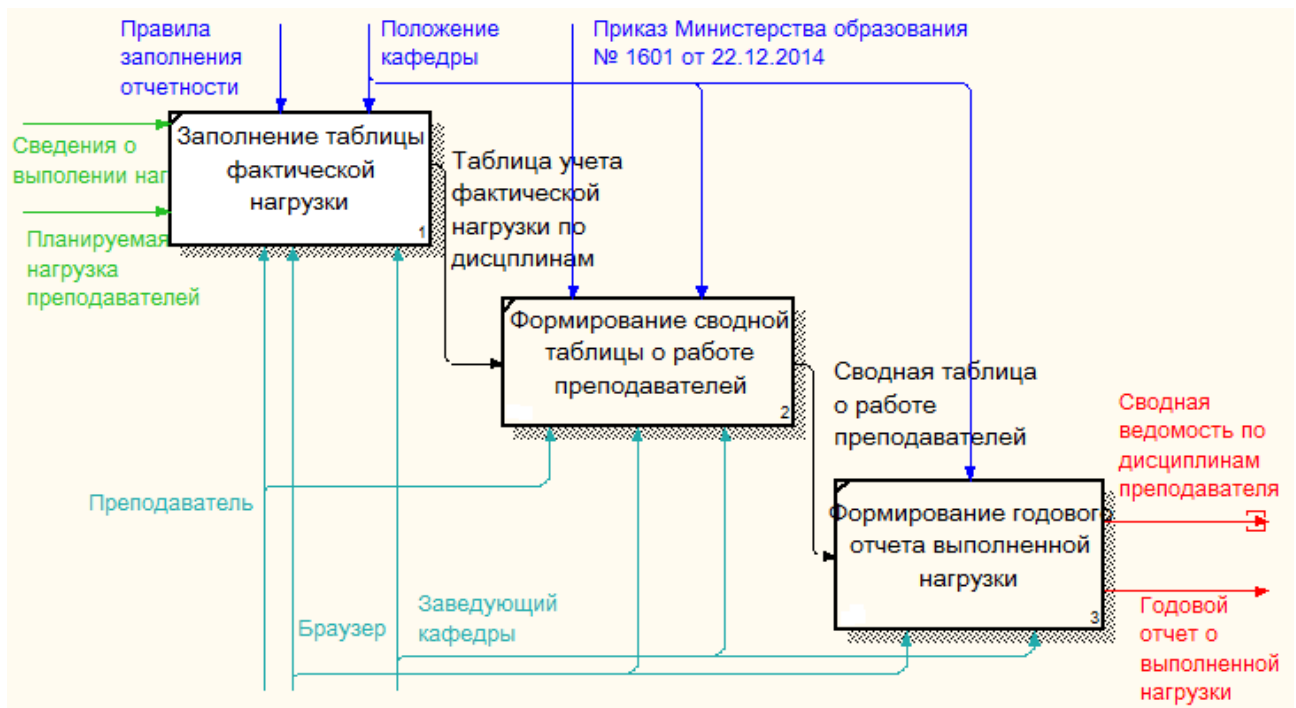 Правила
заполнения
отчетности
Положение
кафедры
Приказ Министерства образования
№ 1601 от 22.12.2014
Сведения о
выполении наг
Планируемая
нагрузка
преподавателей
Заполнение таблицы
фактической
нагрузки
1
Таблица учета
фактической
нагрузки по
дисцплинам
Формирование сводной
таблицы о работе
преподавателей
2
Сводная таблица
о работе
преподавателей
Сводная
ведомость по
дисциплинам
преподавателя
Формирование годового
отчета выполненной
нагрузки
3
Годовой
отчет о
выполненной
нагрузки
Преподаватель
Браузер
Заведующий
кафедры